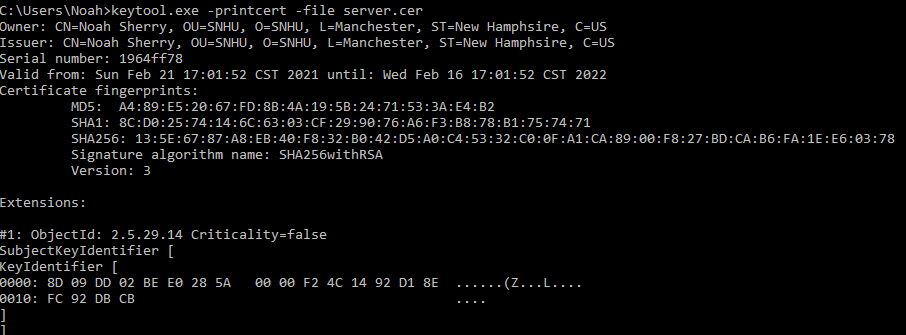 C:\Users\Noah>keytool.exe -printcert -file server.cer
Owner: CN=Noah Sherry, OU=SNHU, O=SNHU, L=Manchester, ST=New Hamphsire, C=US
Issuer: CN=Noah Sherry, OU=SNHU, O=SNHU, L=Manchester, ST=New Hamphsire, C=US
Serial number: 1964ff78
Valid from: Sun Feb 21 17:01:52 CST 2021 until: Wed Feb 16 17:01:52 CST 2022
Certificate fingerprints:
MD5:  A4:89:E5:20:67:FD:8B:4A:19:5B:24:71:53:3A:E4:B2
SHA1: 8C:D0:25:74:14:6C:63:03:CF:29:90:76:A6:F3:B8:78:B1:75:74:71
SHA256: 13:5E:67:87:A8:EB:40:F8:32:B0:42:D5:A0:C4:53:32:C0:0F:A1:CA:89:00:F8:27:BD:CA:B6:FA:1E:E6:03:78
Signature algorithm name: SHA256withRSA
Version: 3
Extensions:
#1: ObjectId: 2.5.29.14 Criticality=false
SubjectKeyIdentifier [
KeyIdentifier [
0000: 8D 09 DD 02 BE E0 28 5A   00 00 F2 4C 14 92 D1 8E  ......(Z...L....
0010: FC 92 DB CB                                        ....
]
]